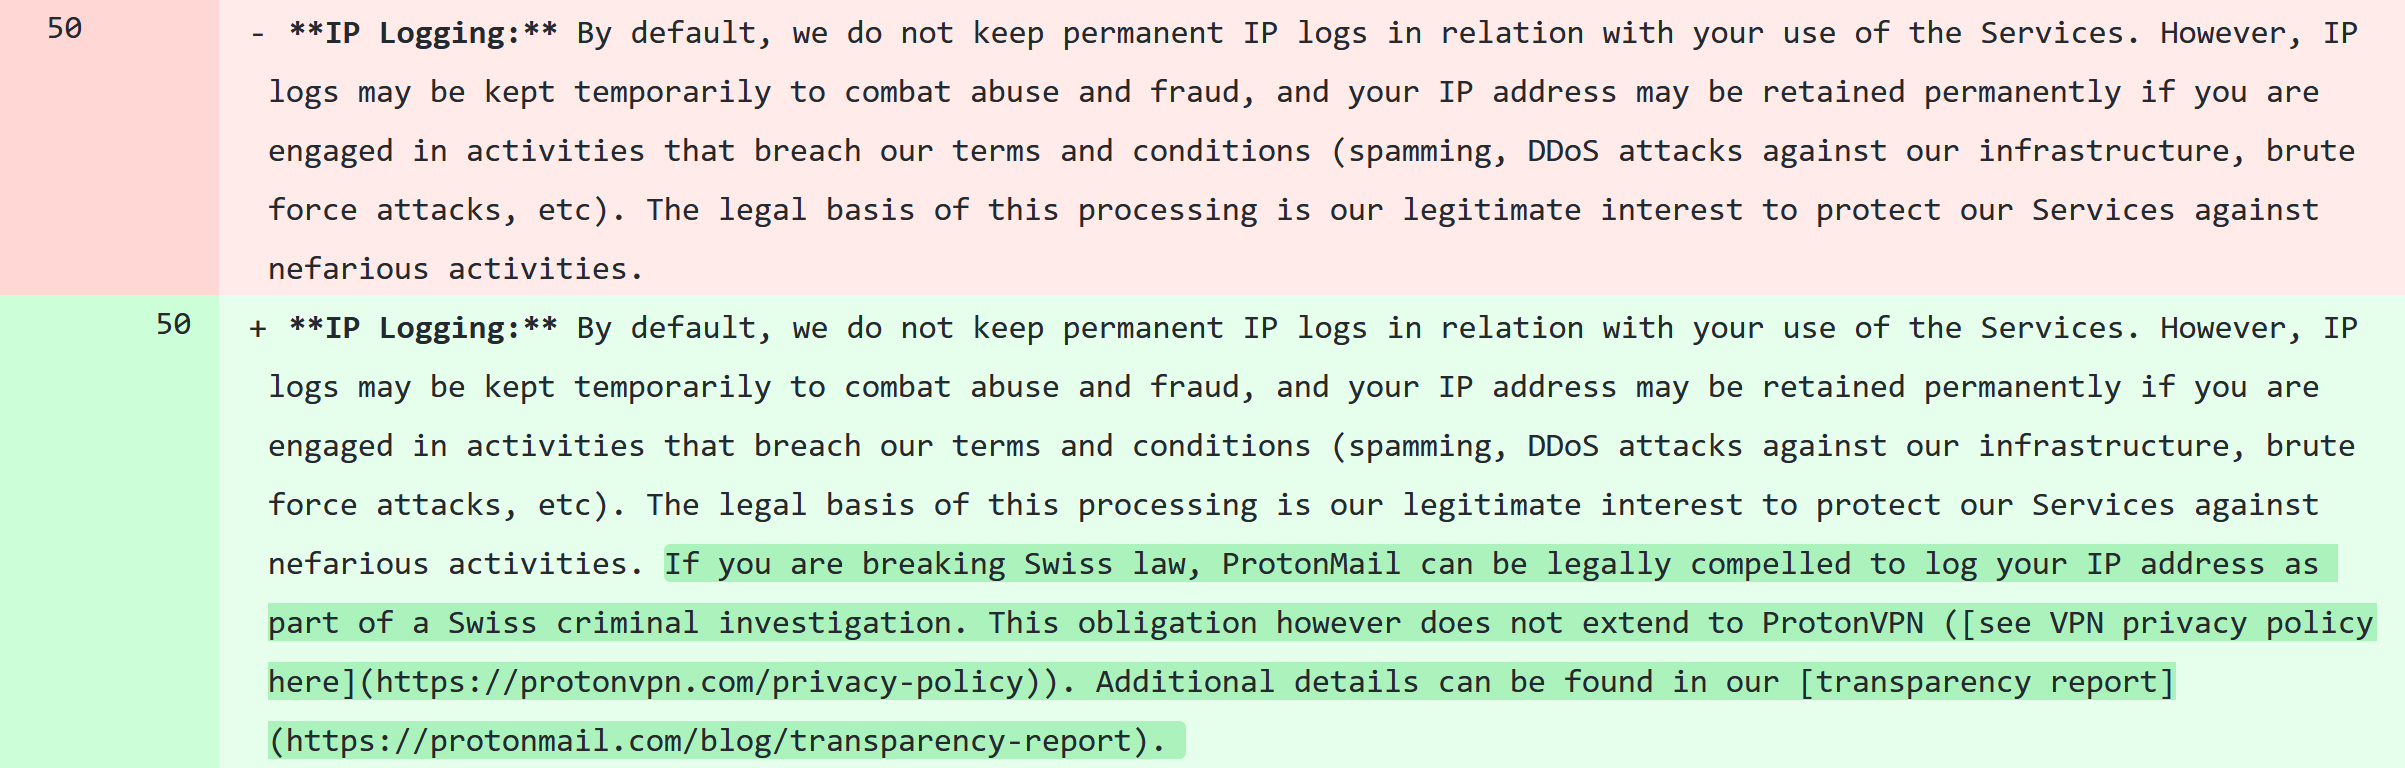 50 - **IP Logging:** By default, we do not keep permanent IP logs in relation with your use of the Services. However, IP
logs may be kept temporarily to combat abuse and fraud, and your IP address may be retained permanently if you are
engaged in activities that breach our terms and conditions (spamming, DDoS attacks against our infrastructure, brute
force attacks, etc). The legal basis of this processing is our legitimate interest to protect our Services against
nefarious activities.
50 + **IP Logging:** By default, we do not keep permanent IP logs in relation with your use of the Services. However, IP
logs may be kept temporarily to combat abuse and fraud, and your IP address may be retained permanently if you are
engaged in activities that breach our terms and conditions (spamming, DDoS attacks against our infrastructure, brute
force attacks, etc). The legal basis of this processing is our legitimate interest to protect our Services against
nefarious activities. If you are breaking Swiss law, ProtonMail can be legally compelled to log your IP address as
part of a Swiss criminal investigation. This obligation however does not extend to ProtonVPN ([see VPN privacy policy
here](https://protonvpn.com/privacy-policy)). Additional details can be found in our [transparency report]
(https://protonmail.com/blog/transparency-report).